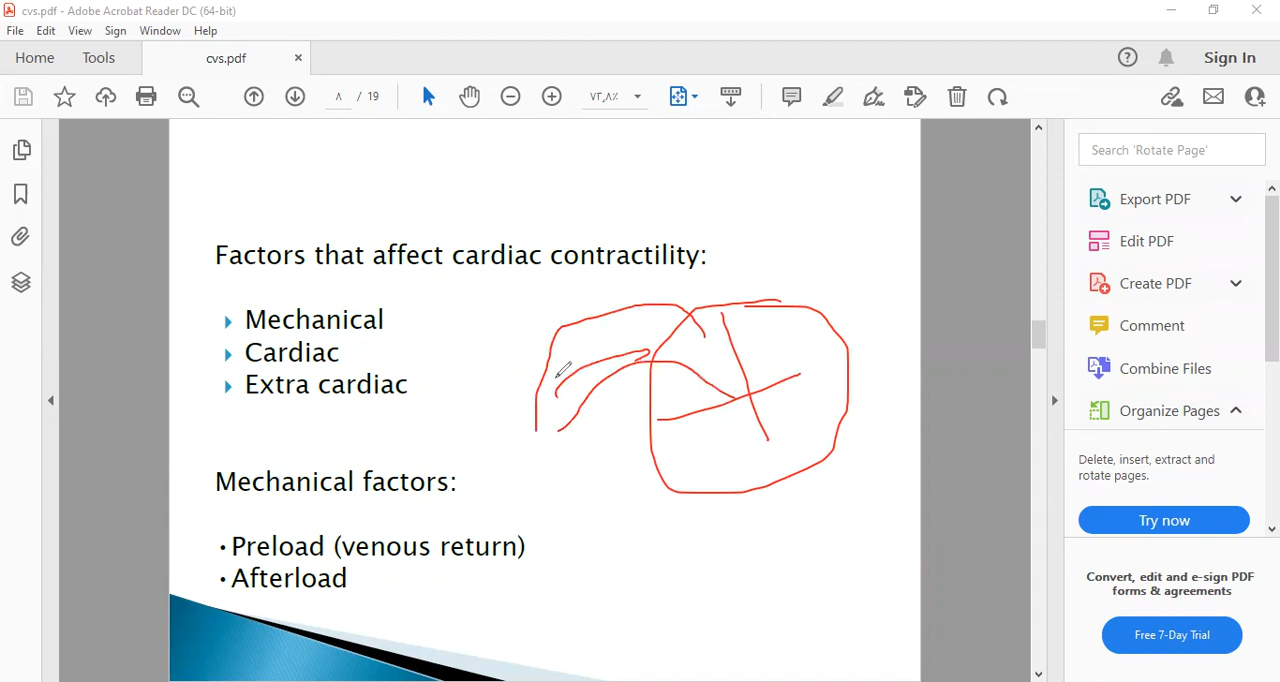 cvs.pdf - Adobe Acrobat Reader DC (64-bit)
File Edit View Sign Window Help
Home Tools cvs.pdf × Sign In
٨ / 19 ٧٣٫٨٪
Search 'Rotate Page'
Export PDF
Edit PDF
Create PDF
Comment
Combine Files
Organize Pages
Delete, insert, extract and
rotate pages.
Try now
Convert, edit and e-sign PDF
forms & agreements
Free 7-Day Trial
Factors that affect cardiac contractility:
Mechanical
Cardiac
Extra cardiac
Mechanical factors:
• Preload (venous return)
• Afterload